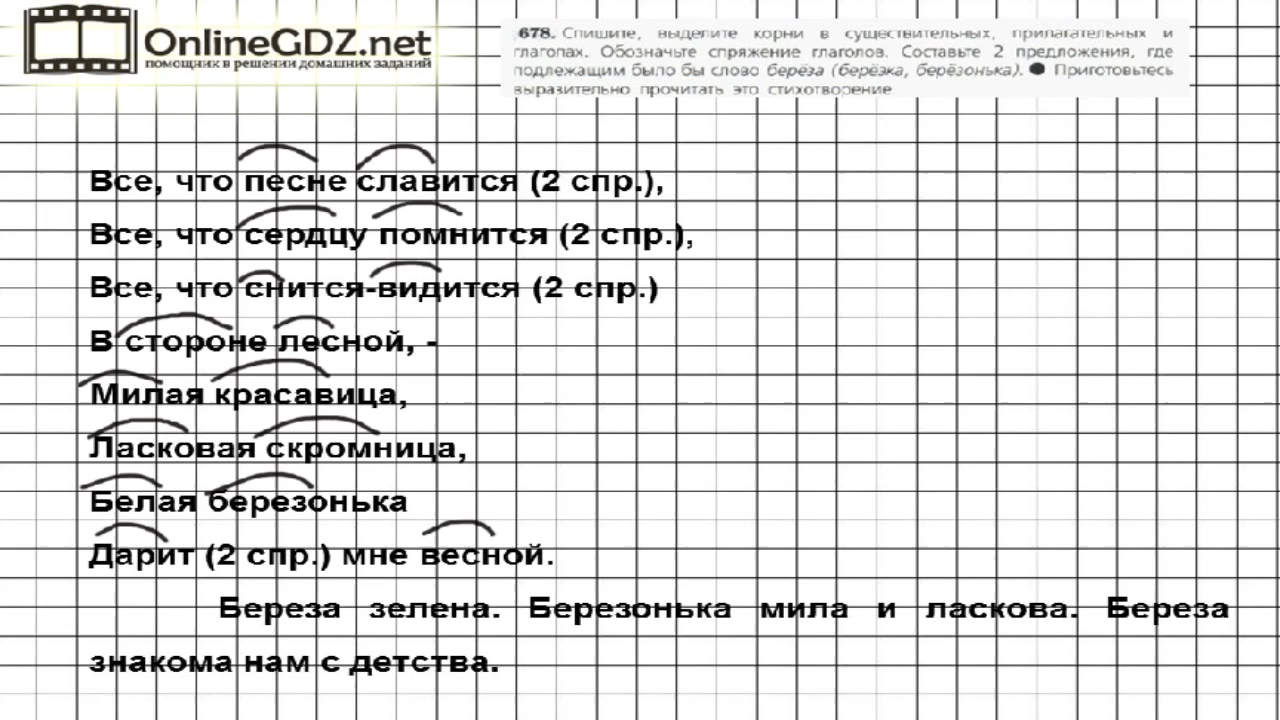 OnlineGDZ.net
помощник в решении домашних заданий
678. Спишите, выделите корни в существительных, прилагательных и
глаголах. Обозначьте спряжение глаголов. Составьте 2 предложения, где
подлежащим было бы слово берёза (берёзка, берёзонька). ● Приготовьтесь
выразительно прочитать это стихотворение
Все, что песне славится (2 спр.),
Все, что сердцу помнится (2 спр.),
Все, что снится-видится (2 спр.)
В стороне лесной, -
Милая красавица,
Ласковая скромница,
Белая березонька
Дарит (2 спр.) мне весной.
Береза зелена. Березонька мила и ласкова. Береза
знакома нам с детства.